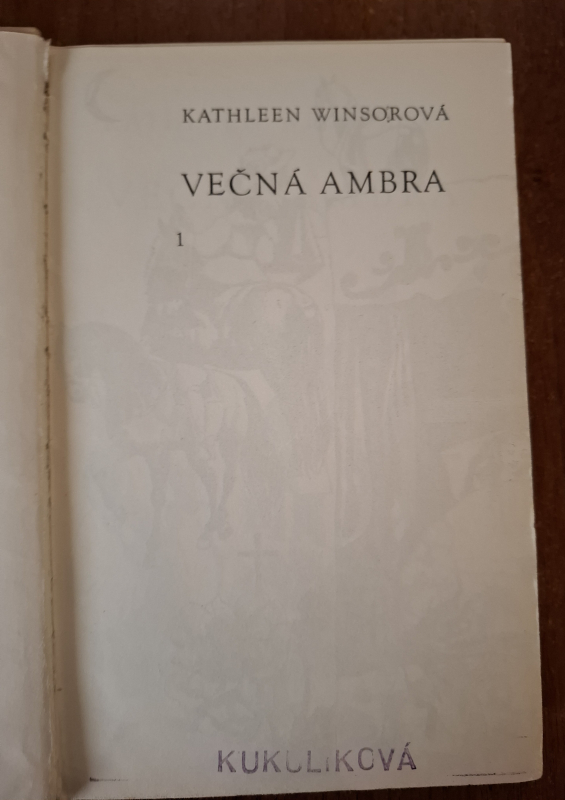 KATHLEEN WINSOROVÁ
VEČNÁ AMBRA
1
KUKULIKOVÁ